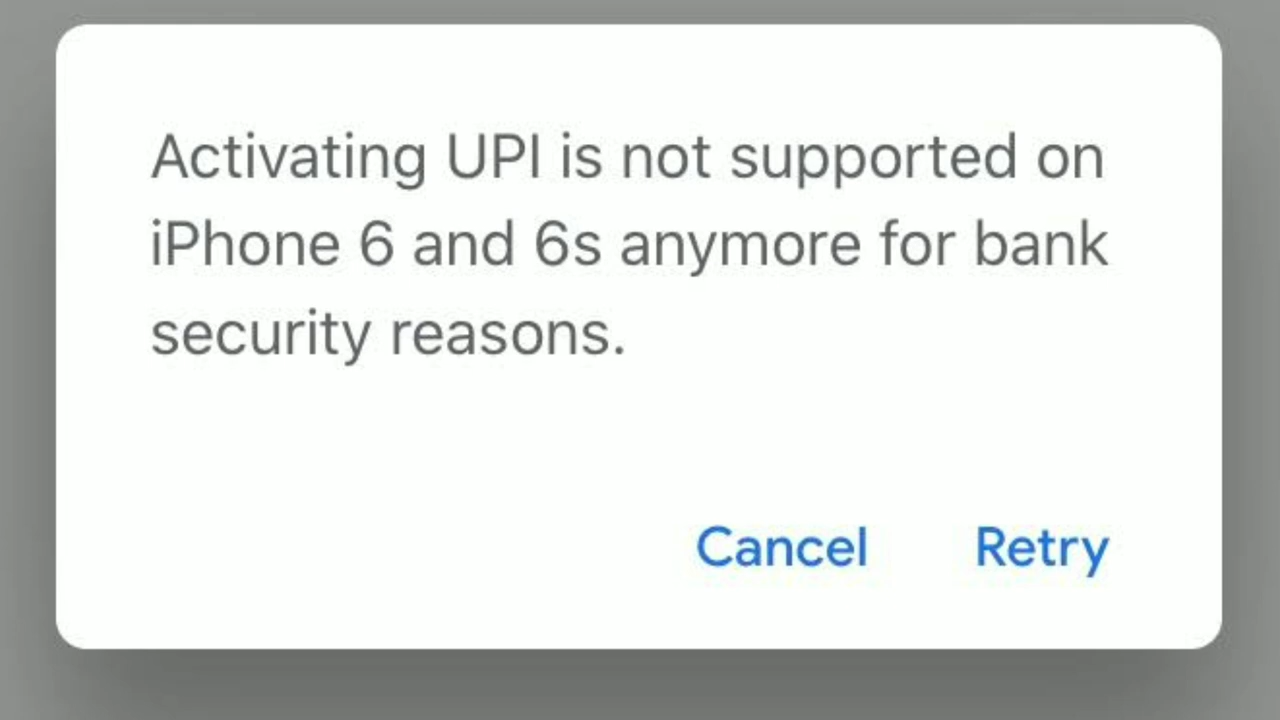 Activating UPI is not supported on
iPhone 6 and 6s anymore for bank
security reasons.
Cancel Retry